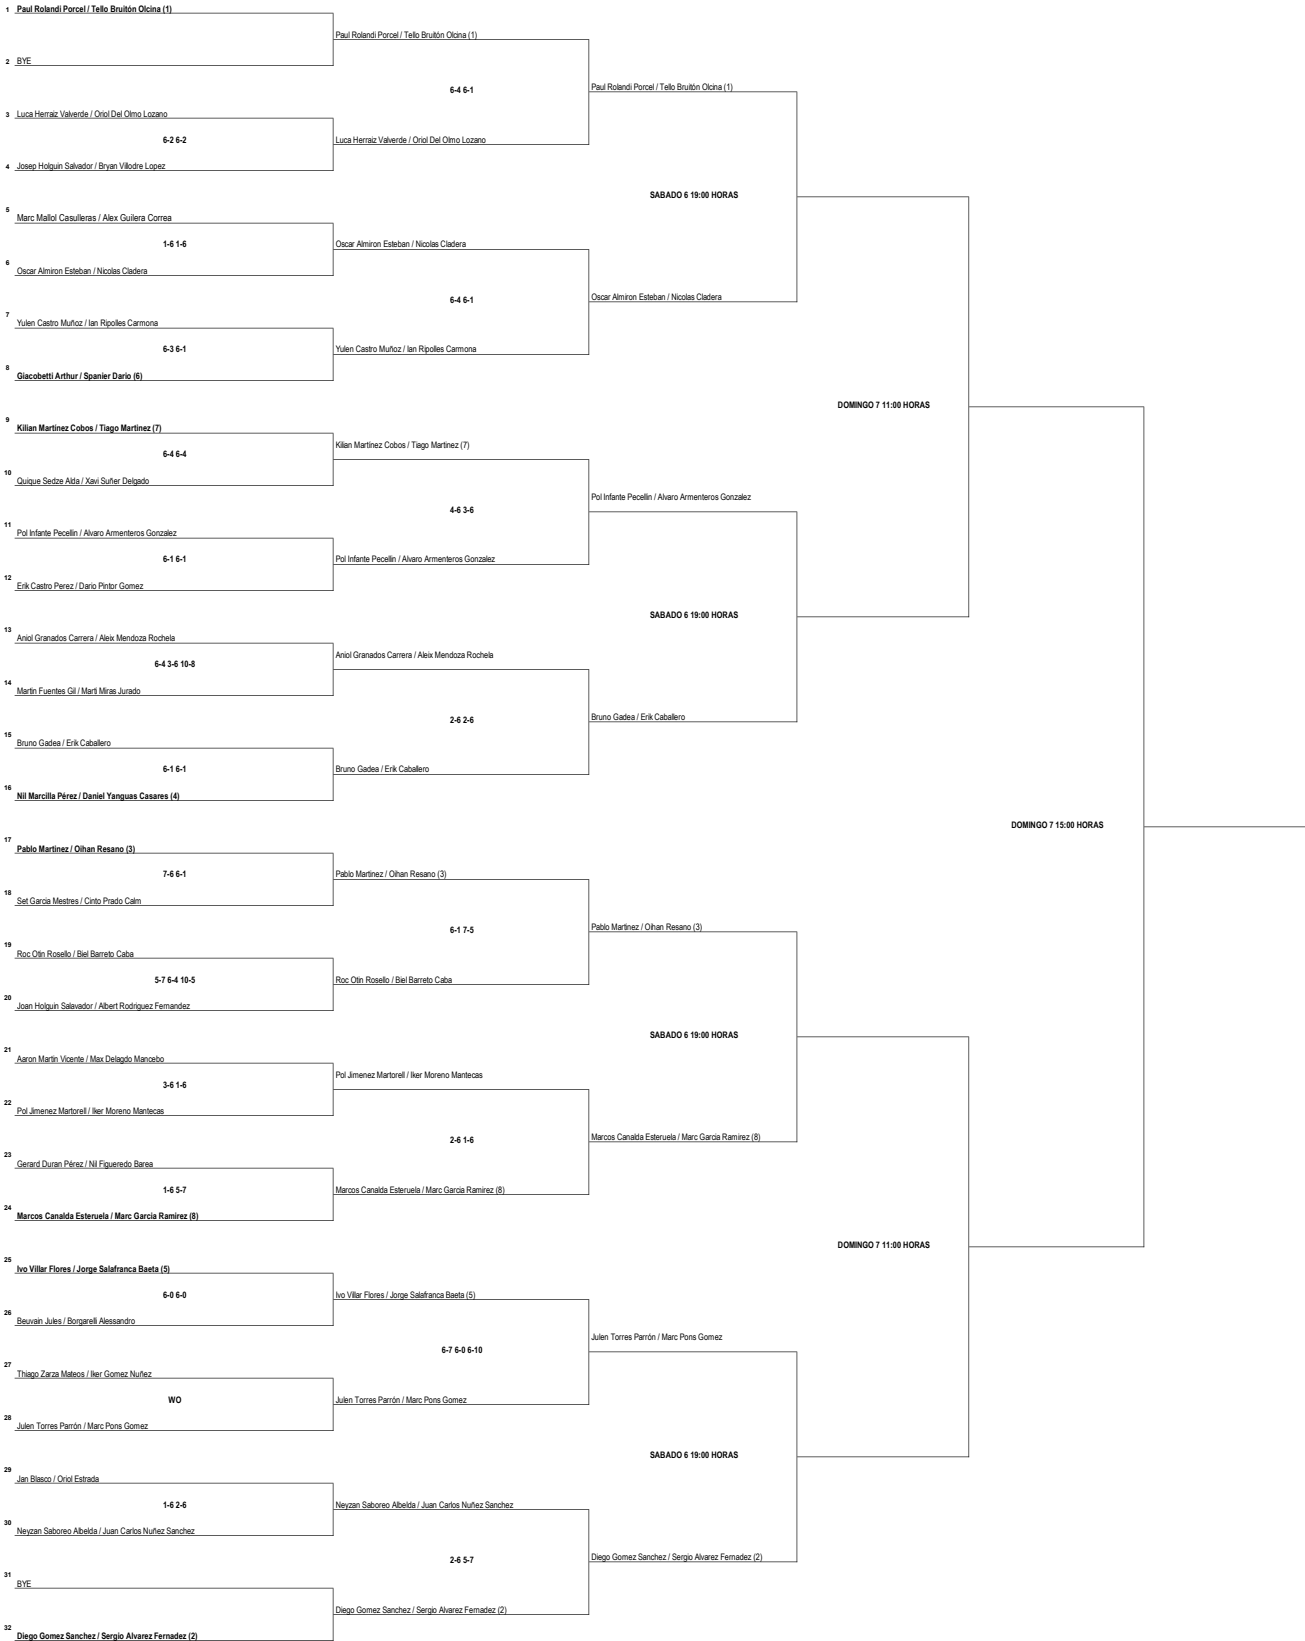 1 Paul Rolandi Porcel / Tello Bruitón Olcina (1)
Paul Rolandi Porcel / Tello Bruitón Olcina (1)
2 BYE
6-4 6-1
Paul Rolandi Porcel / Tello Bruitón Olcina (1)
3 Luca Herraiz Valverde / Oriol Del Olmo Lozano
6-2 6-2
Luca Herraiz Valverde / Oriol Del Olmo Lozano
4 Josep Holguin Salvador / Bryan Villodre Lopez
SABADO 6 19:00 HORAS
5 Marc Mallol Casulleras / Alex Guilera Correa
1-6 1-6
Oscar Almiron Esteban / Nicolas Cladera
6 Oscar Almiron Esteban / Nicolas Cladera
6-4 6-1
Oscar Almiron Esteban / Nicolas Cladera
7 Yulen Castro Muñoz / Ian Ripolles Carmona
6-3 6-1
Yulen Castro Muñoz / Ian Ripolles Carmona
8 Giacobetti Arthur / Spanier Dario (6)
DOMINGO 7 11:00 HORAS
9 Kilian Martínez Cobos / Tiago Martinez (7)
6-4 6-4
Kilian Martínez Cobos / Tiago Martinez (7)
10 Quique Sedze Alda / Xavi Suñer Delgado
4-6 3-6
Pol Infante Pecellin / Alvaro Armenteros Gonzalez
11 Pol Infante Pecellin / Alvaro Armenteros Gonzalez
6-1 6-1
Pol Infante Pecellin / Alvaro Armenteros Gonzalez
12 Erik Castro Perez / Dario Pintor Gomez
SABADO 6 19:00 HORAS
13 Aniol Granados Carrera / Aleix Mendoza Rochela
6-4 3-6 10-8
Aniol Granados Carrera / Aleix Mendoza Rochela
14 Martin Fuentes Gil / Marti Miras Jurado
2-6 2-6
Bruno Gadea / Erik Caballero
15 Bruno Gadea / Erik Caballero
6-1 6-1
Bruno Gadea / Erik Caballero
16 Nil Marcilla Pérez / Daniel Yanguas Casares (4)
DOMINGO 7 15:00 HORAS
17 Pablo Martinez / Oihan Resano (3)
7-6 6-1
Pablo Martinez / Oihan Resano (3)
18 Set Garcia Mestres / Cinto Prado Calm
6-1 7-5
Pablo Martinez / Oihan Resano (3)
19 Roc Otin Rosello / Biel Barreto Caba
5-7 6-4 10-5
Roc Otin Rosello / Biel Barreto Caba
20 Joan Holguin Salavador / Albert Rodriguez Fernandez
SABADO 6 19:00 HORAS
21 Aaron Martin Vicente / Max Delagdo Mancebo
3-6 1-6
Pol Jimenez Martorell / Iker Moreno Mantecas
22 Pol Jimenez Martorell / Iker Moreno Mantecas
2-6 1-6
Marcos Canalda Esteruela / Marc Garcia Ramirez (8)
23 Gerard Duran Pérez / Nil Figueredo Barea
1-6 5-7
Marcos Canalda Esteruela / Marc Garcia Ramirez (8)
24 Marcos Canalda Esteruela / Marc Garcia Ramirez (8)
DOMINGO 7 11:00 HORAS
25 Ivo Villar Flores / Jorge Salafranca Baeta (5)
6-0 6-0
Ivo Villar Flores / Jorge Salafranca Baeta (5)
26 Beuvain Jules / Borgarelli Alessandro
6-7 6-0 6-10
Julen Torres Parrón / Marc Pons Gomez
27 Thiago Zarza Mateos / Iker Gomez Nuñez
WO
Julen Torres Parrón / Marc Pons Gomez
28 Julen Torres Parrón / Marc Pons Gomez
SABADO 6 19:00 HORAS
29 Jan Blasco / Oriol Estrada
1-6 2-6
Neyzan Saboreo Albelda / Juan Carlos Nuñez Sanchez
30 Neyzan Saboreo Albelda / Juan Carlos Nuñez Sanchez
2-6 5-7
Diego Gomez Sanchez / Sergio Alvarez Fernadez (2)
31 BYE
Diego Gomez Sanchez / Sergio Alvarez Fernadez (2)
32 Diego Gomez Sanchez / Sergio Alvarez Fernadez (2)